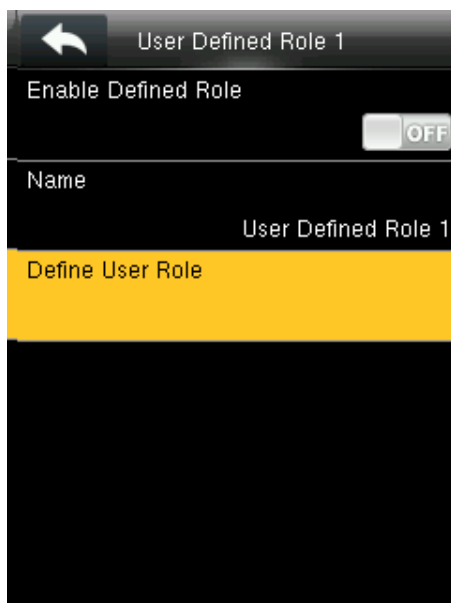 User Defined Role 1
Enable Defined Role
OFF
Name
User Defined Role 1
Define User Role